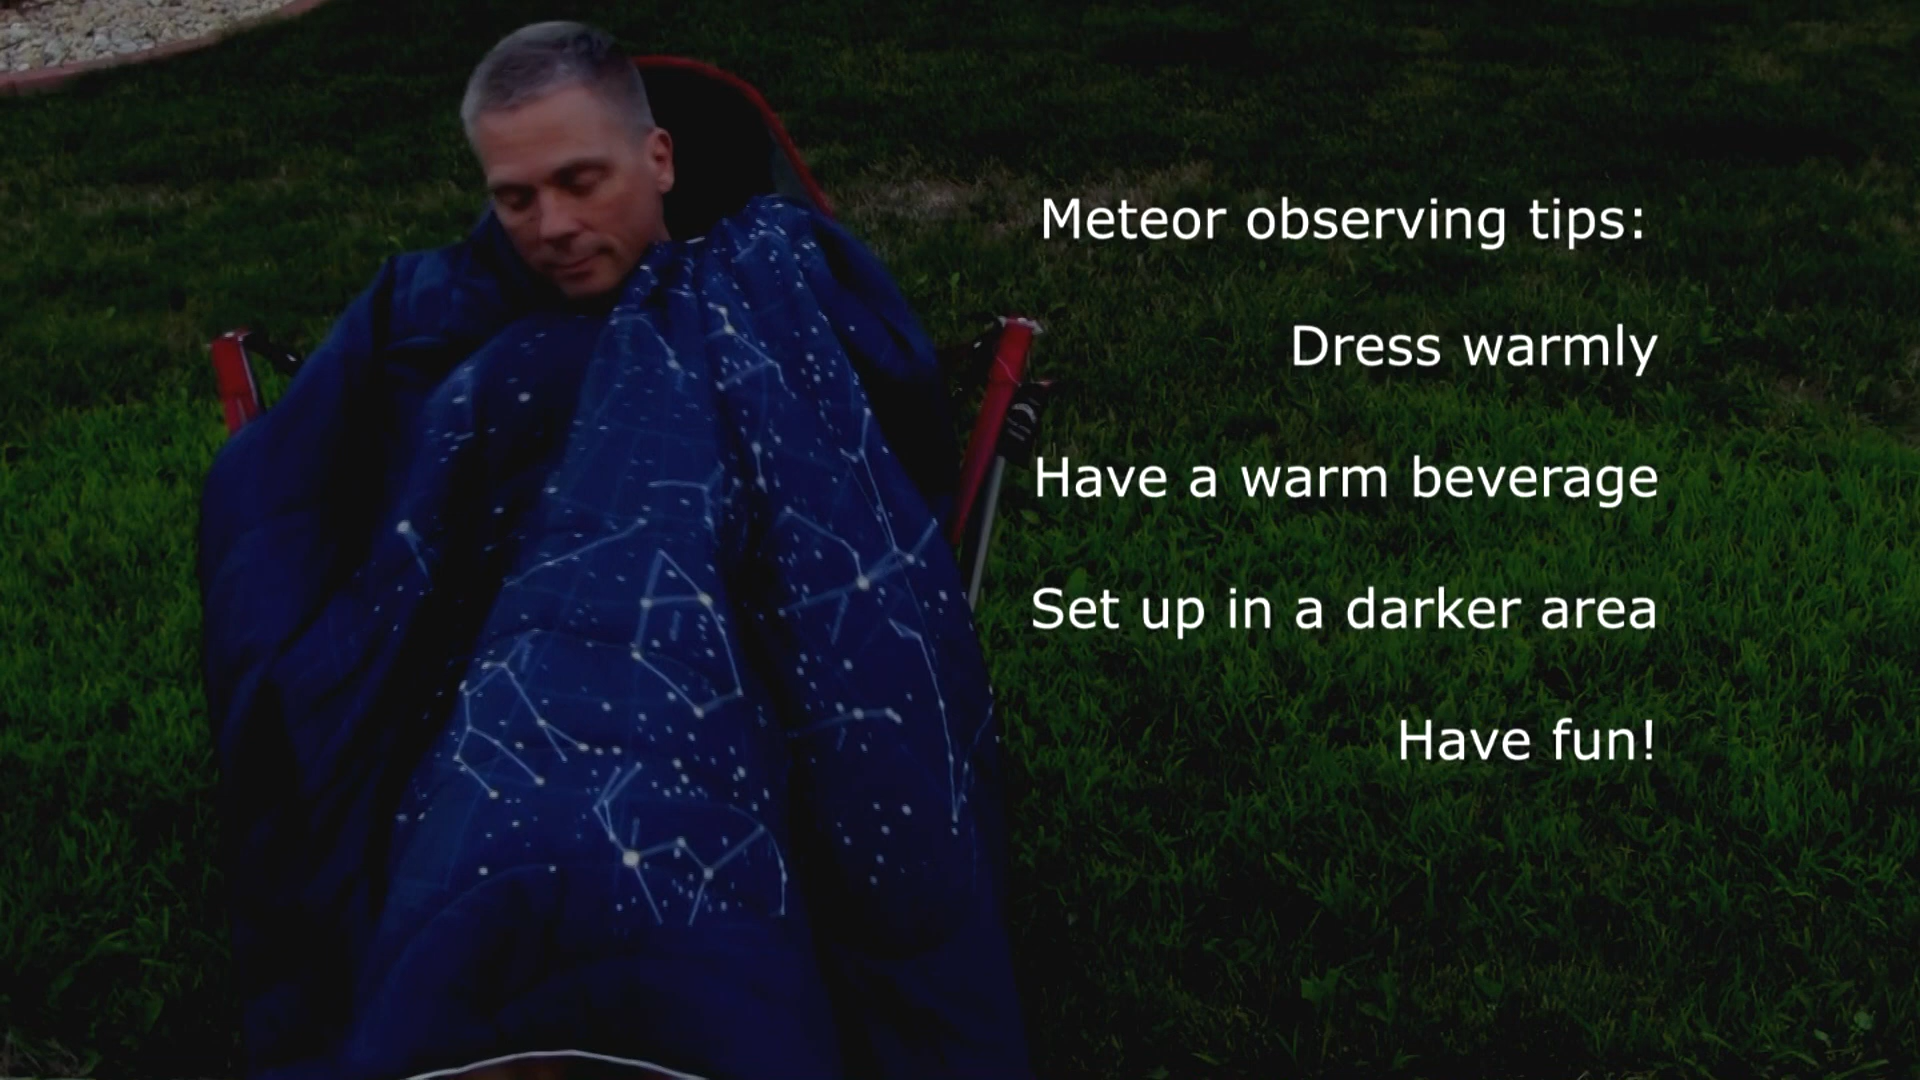 Meteor observing tips:
Dress warmly
Have a warm beverage
Set up in a darker area
Have fun!